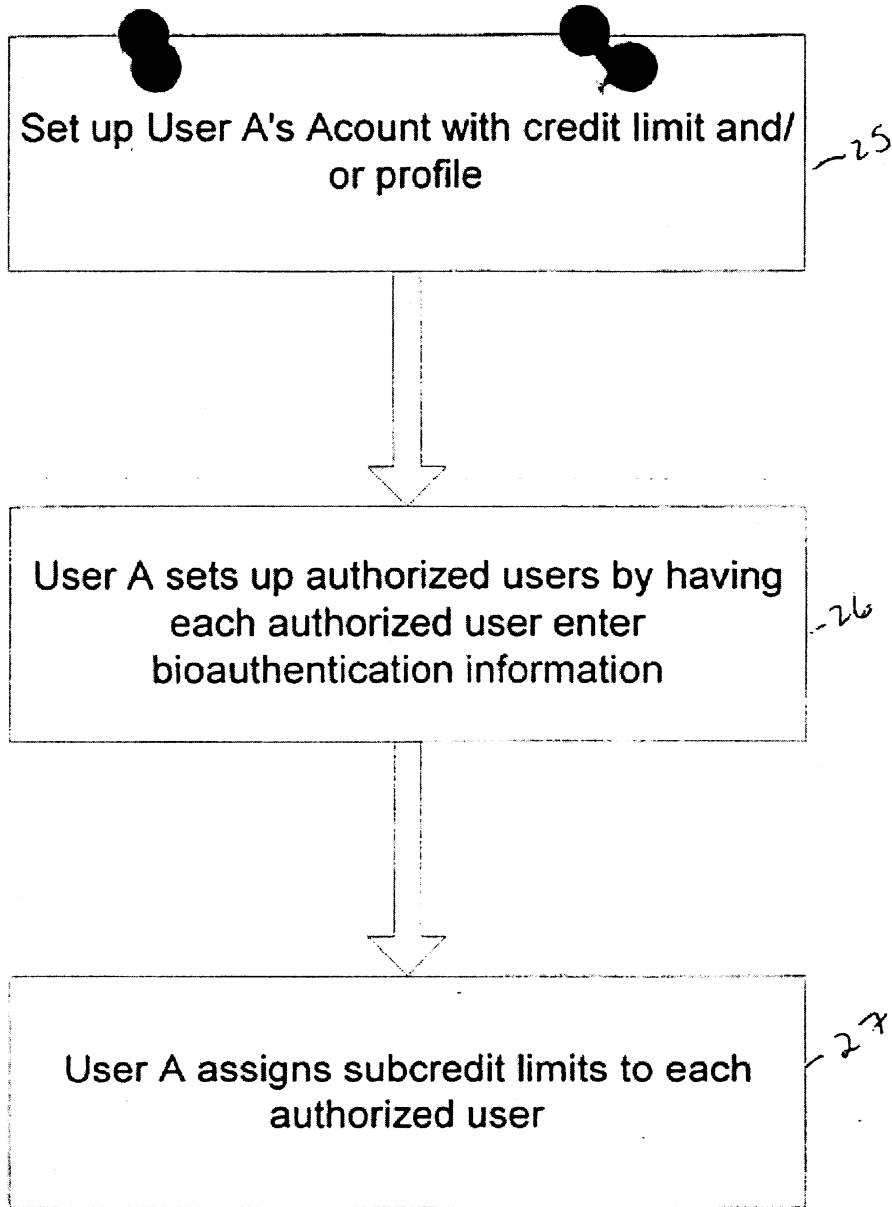 Set up User A's Acount with credit limit and/
or profile
25
User A sets up authorized users by having
each authorized user enter
bioauthentication information
26
User A assigns subcredit limits to each
authorized user
27